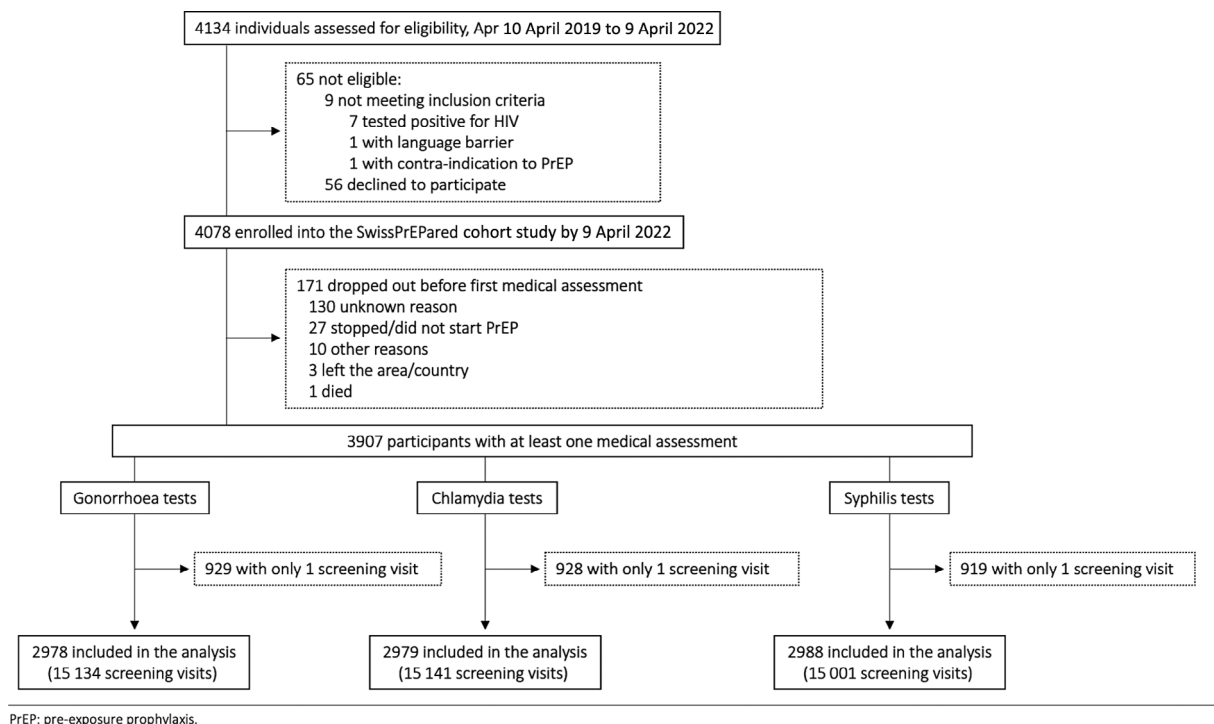 4134 individuals assessed for eligibility, Apr 10 April 2019 to 9 April 2022
65 not eligible:
9 not meeting inclusion criteria
7 tested positive for HIV
1 with language barrier
1 with contra-indication to PrEP
56 declined to participate
4078 enrolled into the SwissPrEPared cohort study by 9 April 2022
171 dropped out before first medical assessment
130 unknown reason
27 stopped/did not start PrEP
10 other reasons
3 left the area/country
1 died
3907 participants with at least one medical assessment
Gonorrhoea tests
Chlamydia tests
Syphilis tests
929 with only 1 screening visit
928 with only 1 screening visit
919 with only 1 screening visit
2978 included in the analysis
(15 134 screening visits)
2979 included in the analysis
(15 141 screening visits)
2988 included in the analysis
(15 001 screening visits)
PrEP: pre-exposure prophylaxis.